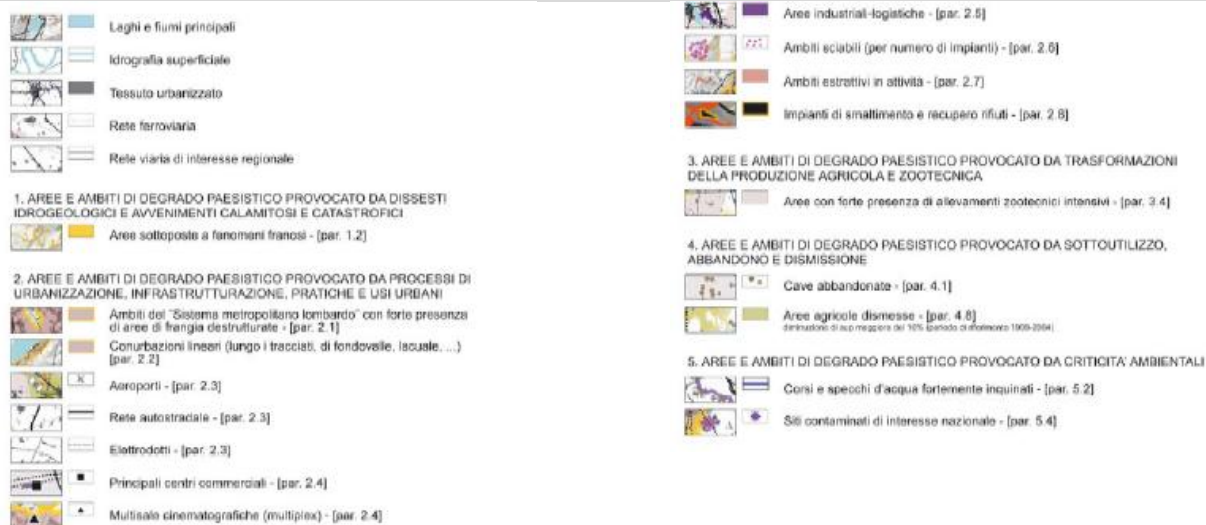 Laghi e fiumi principali
Idrografia superficiale
Tessuto urbanizzato
Rete ferroviaria
Rete viaria di interesse regionale
1. AREE E AMBITI DI DEGRADO PAESISTICO PROVOCATO DA DISSESTI
IDROGEOLOGICI E AVVENIMENTI CALAMITOSI E CATASTROFICI
Aree sottoposte a fenomeni franosi - [par. 1.2]
2. AREE E AMBITI DI DEGRADO PAESISTICO PROVOCATO DA PROCESSI DI
URBANIZZAZIONE, INFRASTRUTTURAZIONE, PRATICHE E USI URBANI
Ambiti del "Sistema metropolitano lombardo" con forte presenza
di aree di frangia destrutturate - [par. 2.1]
Conurbazioni lineari (lungo i tracciati, di fondovalle, lacuale, ...)
[par. 2.2]
Aeroporti - [par. 2.3]
Rete autostradale - [par. 2.3]
Elettrodotti - [par. 2.3]
Principali centri commerciali - [par. 2.4]
Multisale cinematografiche (multiplex) - [par. 2.4]
Aree industriali-logistiche - [par. 2.5]
Ambiti sciabili (per numero di impianti) - [par. 2.6]
Ambiti estrattivi in attività - [par. 2.7]
Impianti di smaltimento e recupero rifiuti - [par. 2.8]
3. AREE E AMBITI DI DEGRADO PAESISTICO PROVOCATO DA TRASFORMAZIONI
DELLA PRODUZIONE AGRICOLA E ZOOTECNICA
Aree con forte presenza di allevamenti zootecnici intensivi - [par. 3.4]
4. AREE E AMBITI DI DEGRADO PAESISTICO PROVOCATO DA SOTTOUTILIZZO,
ABBANDONO E DISMISSIONE
Cave abbandonate - [par. 4.1]
Aree agricole dismesse - [par. 4.8]
diminuzione di sup maggiore del 10% (periodo di riferimento
5. AREE E AMBITI DI DEGRADO PAESISTICO PROVOCATO DA CRITICITA' AMBIENTALI
Corsi e specchi d'acqua fortemente inquinati - [par. 5.2]
Siti contaminati di interesse nazionale - [par. 5.4]